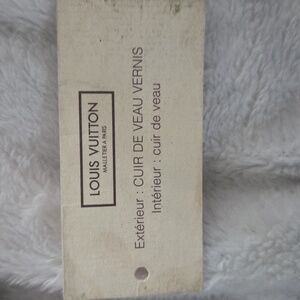 LOUIS VUITTON
MALLETIER A PARIS
Extérieur : CUIR DE VEAU VERNIS
Intérieur : cuir de veau